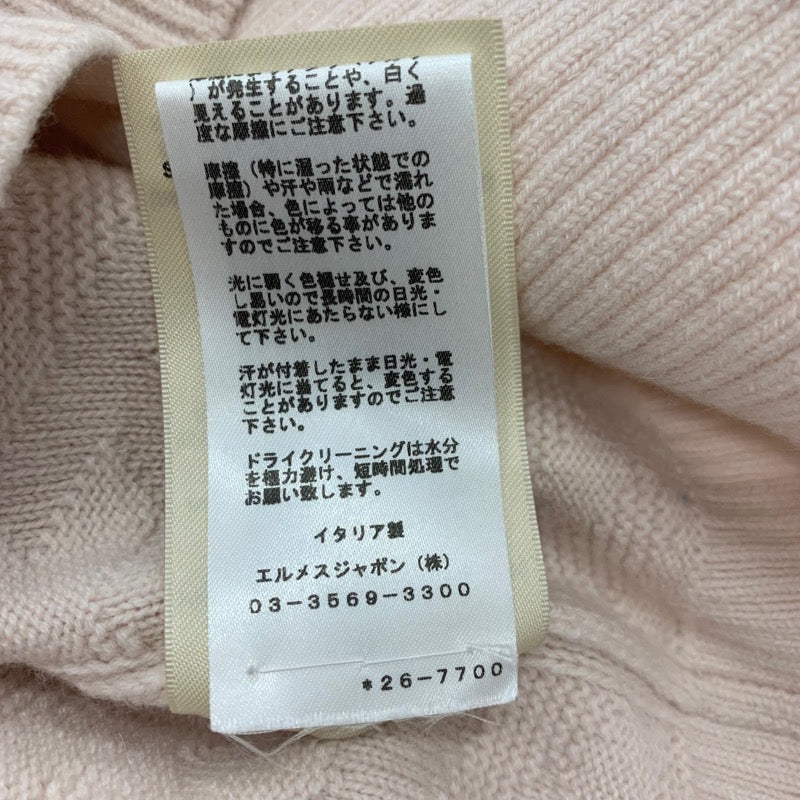 が発生することや、白く
見えることがあります。過
度な摩擦にご注意下さい。
摩擦（特に湿った状態での
摩擦）や汗や雨などで濡れ
た場合、色によっては他の
ものに色が移る事がありま
すのでご注意下さい。
光に弱く色褪せ及び、変色
し易いので長時間の日光・
電灯光にあたらない様にし
て下さい。
汗が付着したまま日光・電
灯光に当てると、変色する
ことがありますのでご注意
下さい。
ドライクリーニングは水分
を極力避け、短時間処理で
お願い致します。
イタリア製
エルメスジャポン（株）
03-3569-3300
*26-7700
S